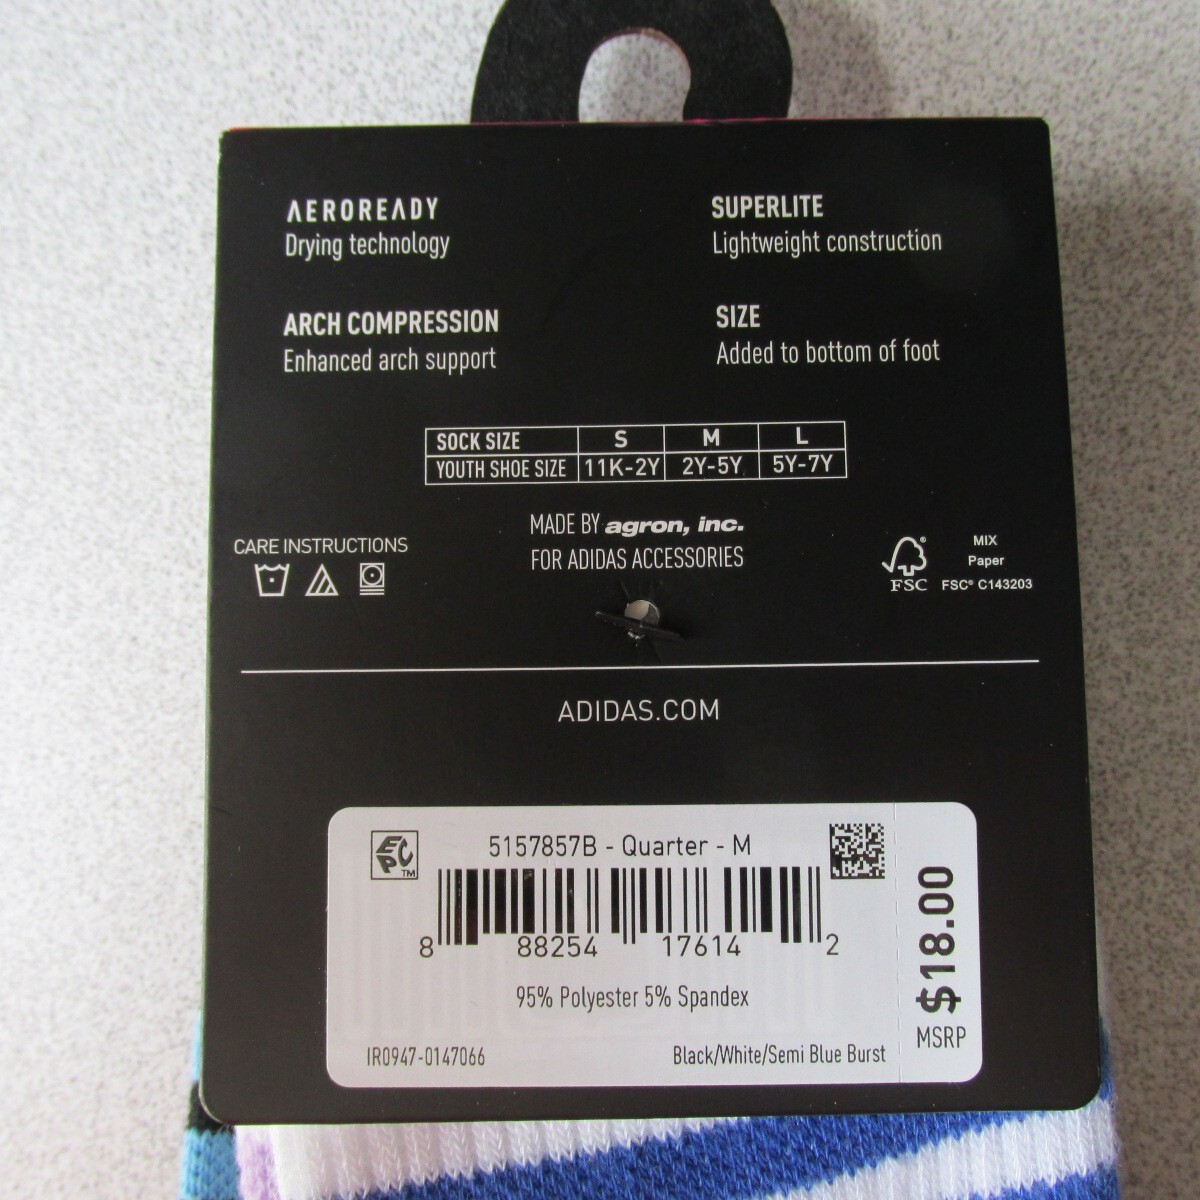 AEROREADY
Drying technology
SUPERLITE
Lightweight construction
ARCH COMPRESSION
Enhanced arch support
SIZE
Added to bottom of foot
SOCK SIZE S M L
YOUTH SHOE SIZE 11K-2Y 2Y-5Y 5Y-7Y
MADE BY agron, inc.
FOR ADIDAS ACCESSORIES
CARE INSTRUCTIONS
FSC
MIX
Paper
FSC® C143203
ADIDAS.COM
EPC™
5157857B - Quarter - M
8 88254 17614 2
95% Polyester 5% Spandex
IR0947-0147066
Black/White/Semi Blue Burst
$18.00
MSRP